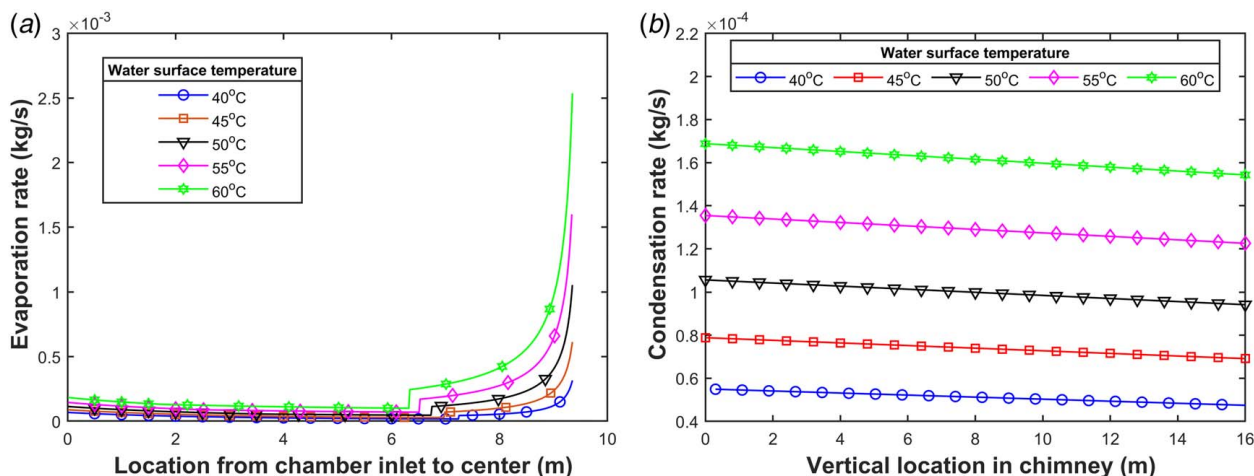 (a)
×10⁻³
3
2.5
2
1.5
1
0.5
0
Evaporation rate (kg/s)
Water surface temperature
40°C
45°C
50°C
55°C
60°C
0 2 4 6 8 10
Location from chamber inlet to center (m)
(b)
×10⁻⁴
2.2
2
1.8
1.6
1.4
1.2
1
0.8
0.6
0.4
Condensation rate (kg/s)
Water surface temperature
40°C 45°C 50°C 55°C 60°C
0 2 4 6 8 10 12 14 16
Vertical location in chimney (m)